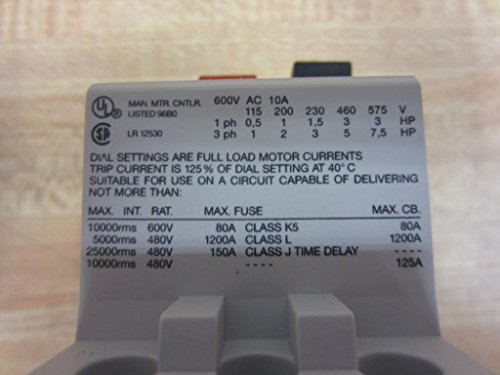 UL MAN. MTR. CNTLR. 600V AC 10A
LISTED 96B0 115 200 230 460 575 V
1 ph 0,5 1 1,5 3 3 HP
SA LR 12530 3 ph 1 2 3 5 7,5 HP
DIAL SETTINGS ARE FULL LOAD MOTOR CURRENTS
TRIP CURRENT IS 125% OF DIAL SETTING AT 40°C
SUITABLE FOR USE ON A CIRCUIT CAPABLE OF DELIVERING
NOT MORE THAN:
MAX. INT. RAT. MAX. FUSE MAX. CB.
10000rms 600V 80A CLASS K5 80A
5000rms 480V 1200A CLASS L 1200A
25000rms 480V 150A CLASS J TIME DELAY ----
10000rms 480V ---- 125A